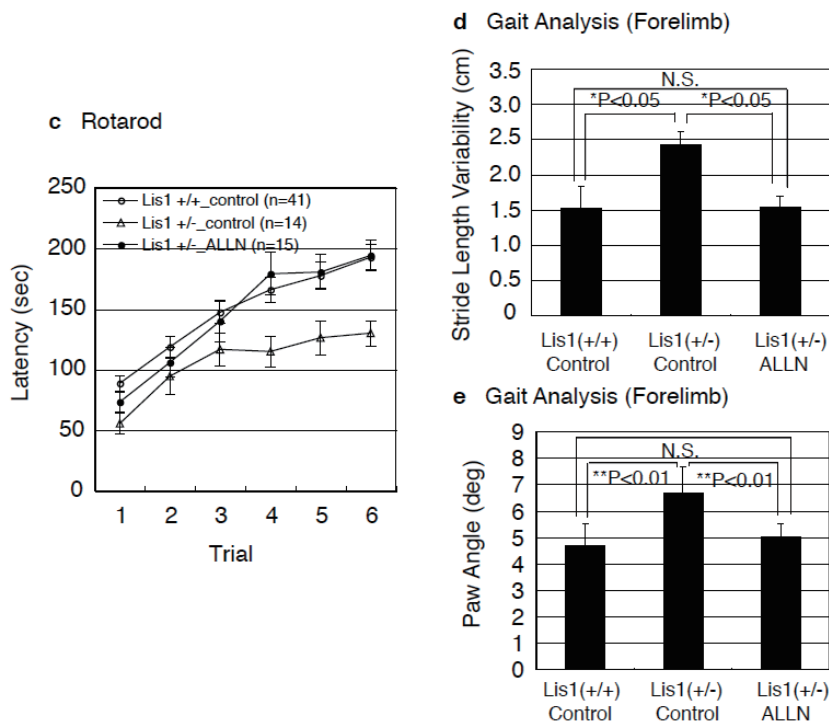 c Rotarod
250
200
150
100
50
0
Latency (sec)
Lis1 +/+_control (n=41)
Lis1 +/-_control (n=14)
Lis1 +/-_ALLN (n=15)
1 2 3 4 5 6
Trial
d Gait Analysis (Forelimb)
Stride Length Variability (cm)
3.5
3.0
2.5
2.0
1.5
1.0
0.5
0
N.S.
*P<0.05 *P<0.05
Lis1(+/+) Lis1(+/-) Lis1(+/-)
Control Control ALLN
e Gait Analysis (Forelimb)
Paw Angle (deg)
9
8
7
6
5
4
3
2
1
0
N.S.
**P<0.01 **P<0.01
Lis1(+/+) Lis1(+/-) Lis1(+/-)
Control Control ALLN